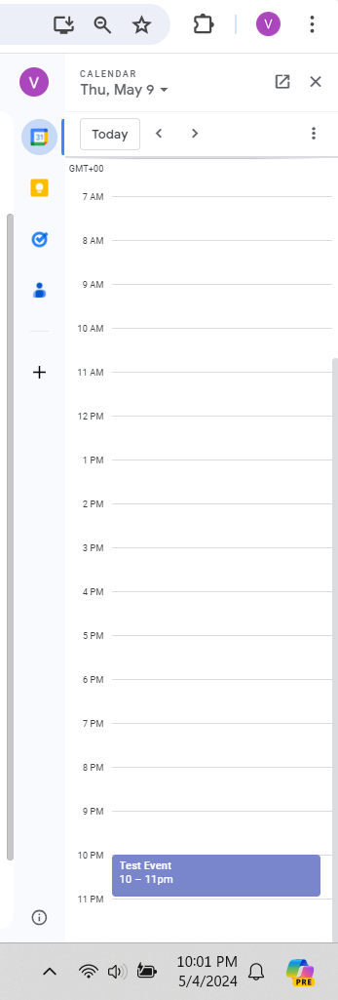 V
V
CALENDAR
Thu, May 9
31
Today
GMT+00
7 AM
8 AM
9 AM
10 AM
11 AM
12 PM
1 PM
2 PM
3 PM
4 PM
5 PM
6 PM
7 PM
8 PM
9 PM
10 PM
Test Event
10 – 11pm
11 PM
10:01 PM
5/4/2024
PRE